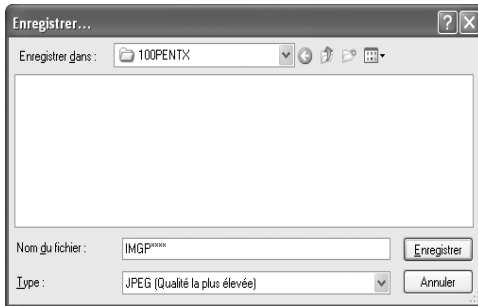 Enregistrer...
Enregistrer dans : 100PENTX
Nom du fichier : IMGP**** Enregistrer
Type : JPEG (Qualité la plus élevée) Annuler